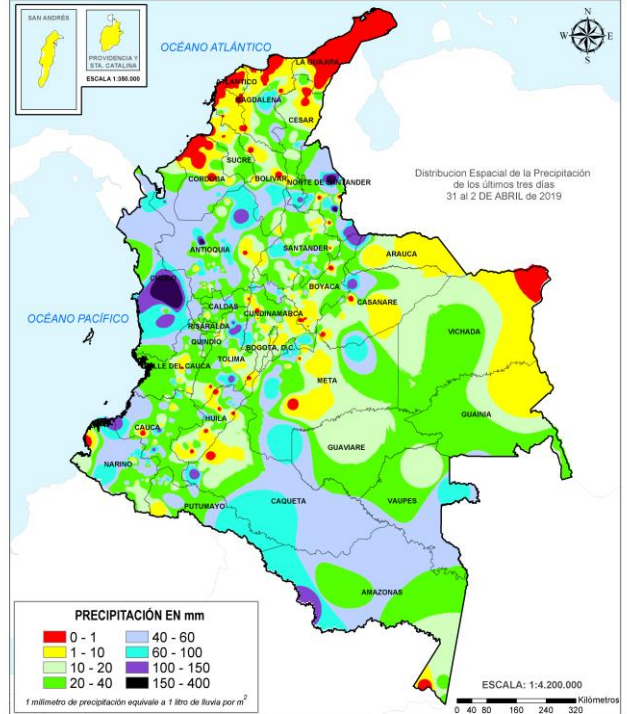 SAN ANDRÉS
PROVIDENCIA Y
STA. CATALINA
ESCALA 1:350.000
OCÉANO ATLÁNTICO
N
W
E
S
LA GUAJIRA
ATLANTICO
MAGDALENA
CESAR
SUCRE
CORDOBA
BOLIVAR
NORTE DE SANTANDER
Distribucion Espacial de la Precipitación
de los últimos tres días
31 al 2 DE ABRIL de 2019
ANTIOQUIA
SANTANDER
ARAUCA
CHOCO
BOYACA
CASANARE
OCÉANO PACÍFICO
CALDAS
CUNDINAMARCA
VICHADA
RISARALDA
QUINDIO
BOGOTA, D.C.
TOLIMA
VALLE DEL CAUCA
META
GUAINIA
HUILA
CAUCA
GUAVIARE
NARIÑO
CAQUETA
VAUPES
PUTUMAYO
AMAZONAS
PRECIPITACIÓN EN mm
0 - 1
40 - 60
1 - 10
60 - 100
10 - 20
100 - 150
20 - 40
150 - 400
1 milímetro de precipitación equivale a 1 litro de lluvia por m2
ESCALA: 1:4.200.000
Kilómetros
0 40 80 160 240 320